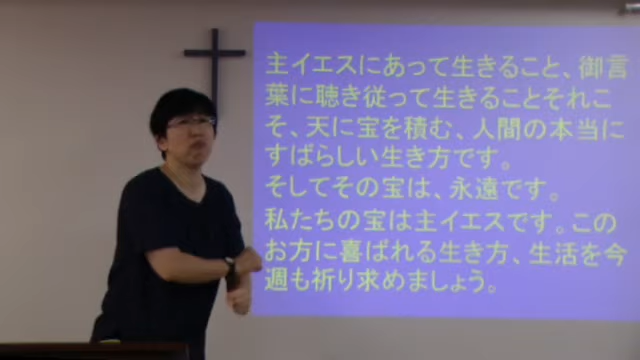 主イエスにあって生きること、御言
葉に聴き従って生きることそれこ
そ、天に宝を積む、人間の本当に
すばらしい生き方です。
そしてその宝は、永遠です。
私たちの宝は主イエスです。この
お方に喜ばれる生き方、生活を今
週も祈り求めましょう。